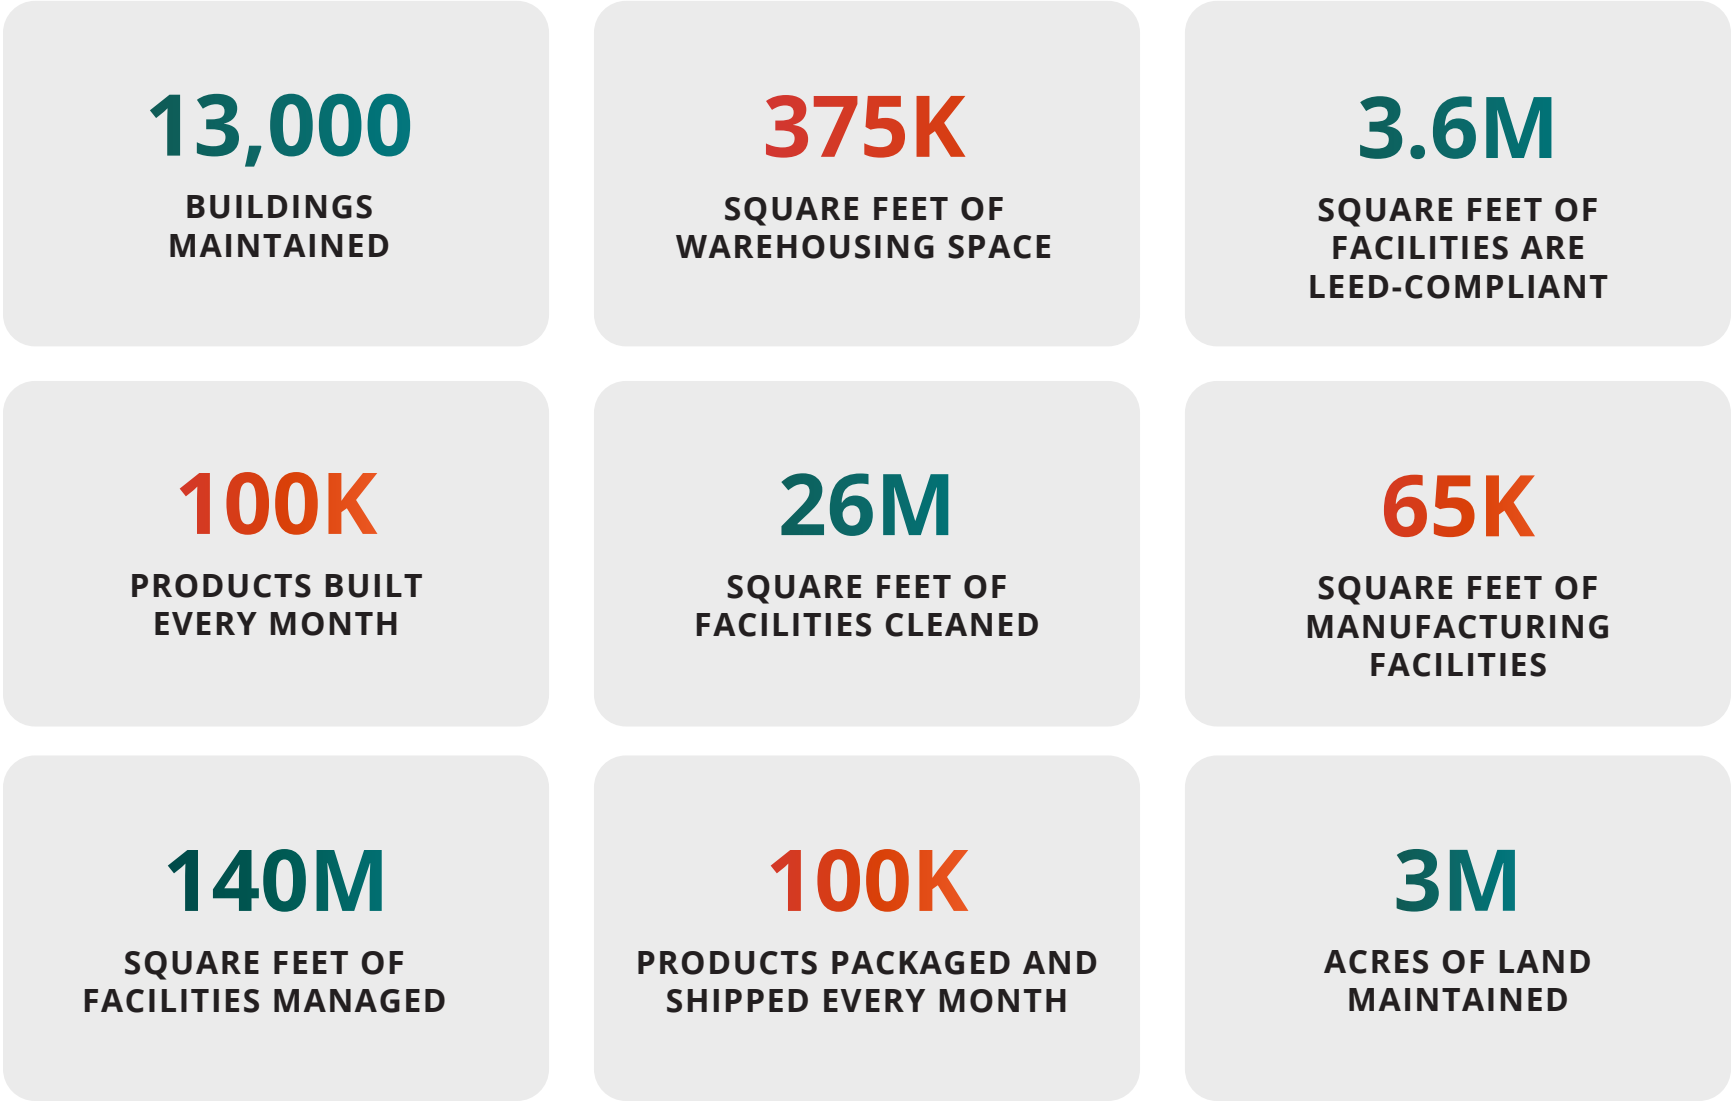 13,000
BUILDINGS
MAINTAINED
375K
SQUARE FEET OF
WAREHOUSING SPACE
3.6M
SQUARE FEET OF
FACILITIES ARE
LEED-COMPLIANT
100K
PRODUCTS BUILT
EVERY MONTH
26M
SQUARE FEET OF
FACILITIES CLEANED
65K
SQUARE FEET OF
MANUFACTURING
FACILITIES
140M
SQUARE FEET OF
FACILITIES MANAGED
100K
PRODUCTS PACKAGED AND
SHIPPED EVERY MONTH
3M
ACRES OF LAND
MAINTAINED